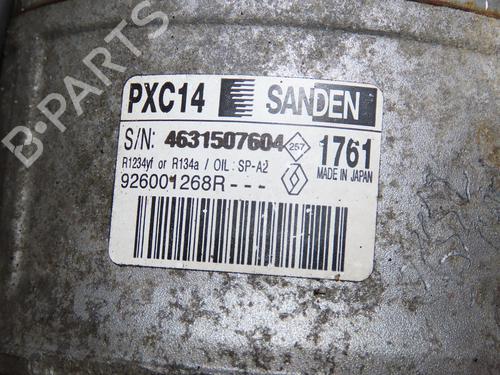 B-PARTS
PXC14 SANDEN
S/N: 4631507604 257 1761
R1234yf or R134a / OIL : SP-A2 MADE IN JAPAN
926001268R---